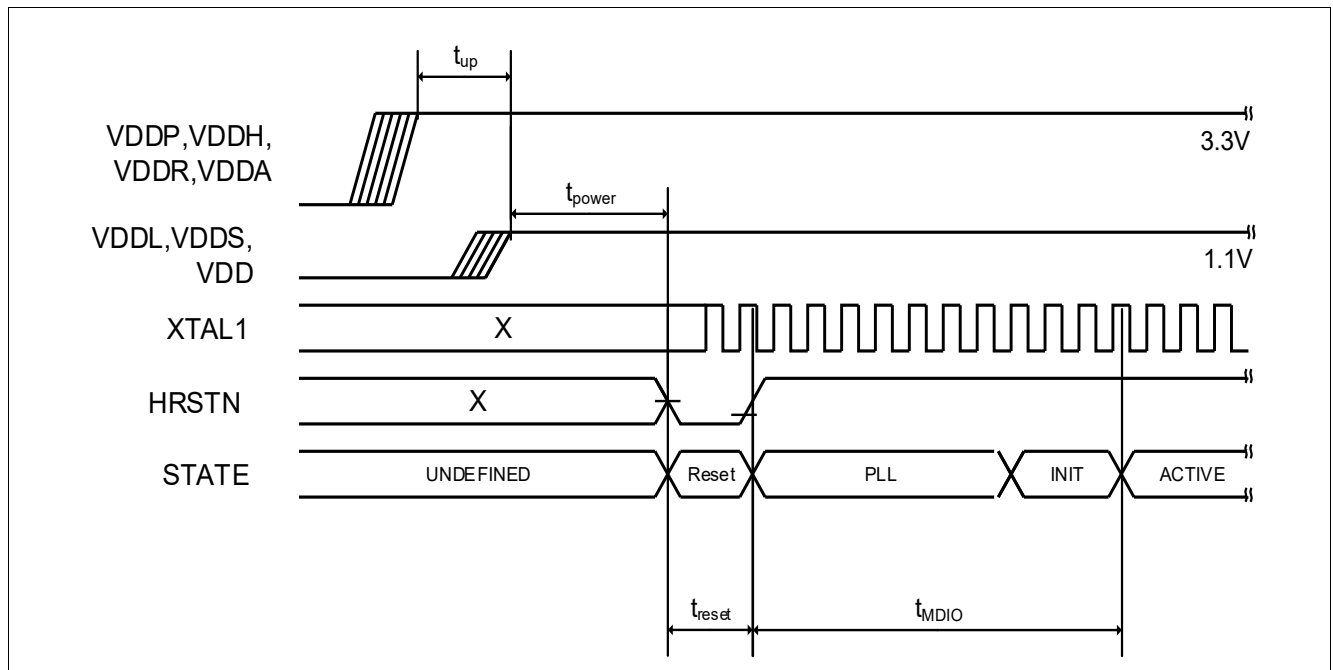 tup
VDDP,VDDH,
VDDR,VDDA
3.3V
tpower
VDDL,VDDS,
VDD
1.1V
XTAL1
X
HRSTN
X
STATE
UNDEFINED
Reset
PLL
INIT
ACTIVE
treset
tMDIO